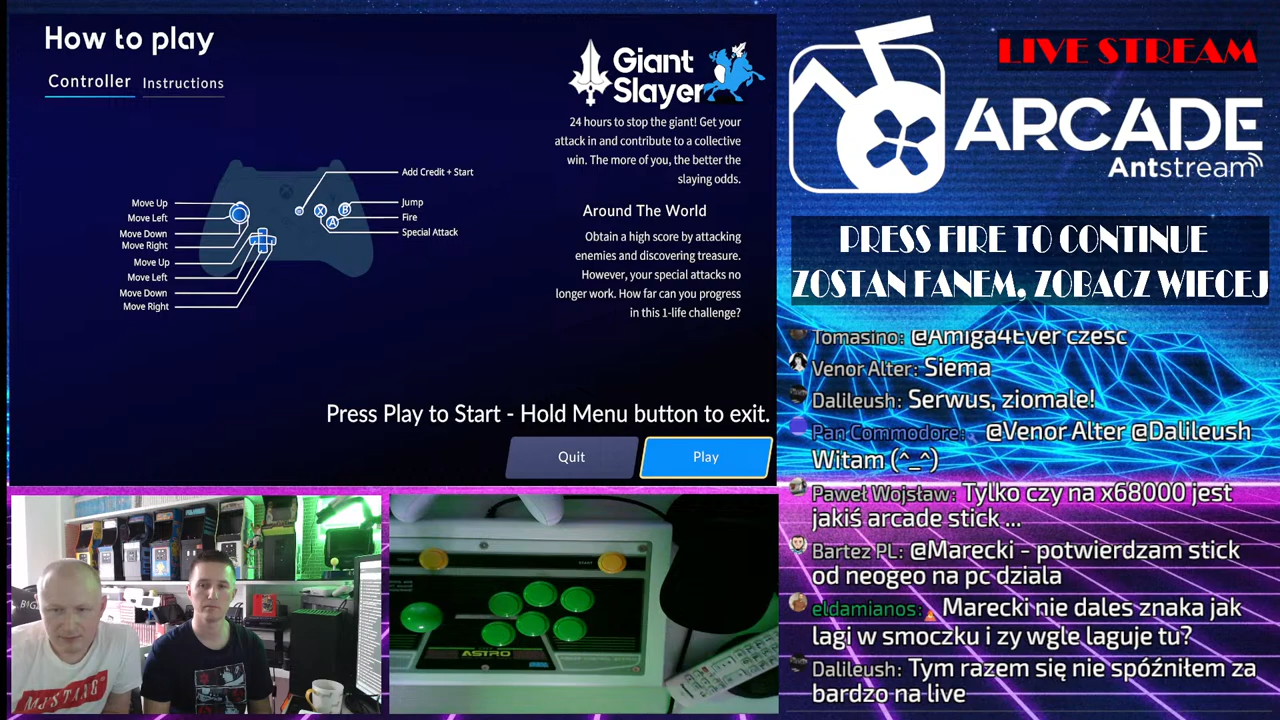 How to play
Controller Instructions
Giant
Slayer
24 hours to stop the giant! Get your
attack in and contribute to a collective
win. The more of you, the better the
slaying odds.
Around The World
Obtain a high score by attacking
enemies and discovering treasure.
However, your special attacks no
longer work. How far can you progress
in this 1-life challenge?
Add Credit + Start
Move Up
Move Left
Move Down
Move Right
Move Up
Move Left
Move Down
Move Right
X
B
A
Jump
Fire
Special Attack
Press Play to Start - Hold Menu button to exit.
Quit
Play
LIVE STREAM
ARCADE
Antstream
PRESS FIRE TO CONTINUE
ZOSTAN FANEM, ZOBACZ WIECEJ
Tomasino: @Amiga4Ever czesc
Venor Alter: Siema
Dalileush: Serwus, ziomale!
Pan Commodore: @Venor Alter @Dalileush
Witam (^_^)
Paweł Wojsław: Tylko czy na x68000 jest
jakiś arcade stick ...
Bartez PL: @Marecki - potwierdzam stick
od neogeo na pc dziala
eldamianos: Marecki nie dales znaka jak
lagi w smoczku i zy wgle laguje tu?
Dalileush: Tym razem się nie spóźniłem za
bardzo na live
START
ASTRO